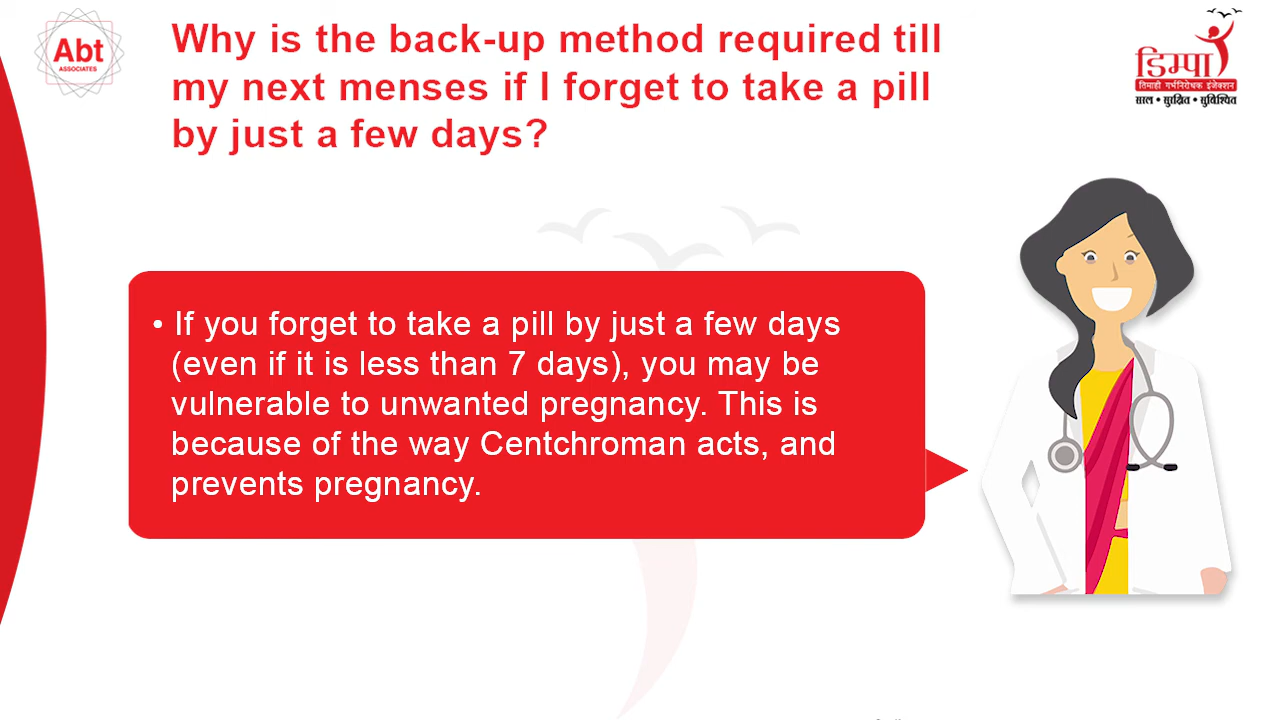 Abt
ASSOCIATES
Why is the back-up method required till
my next menses if I forget to take a pill
by just a few days?
डिम्पा
तिमाही गर्भनिरोधक इंजेक्शन
सरल • सुरक्षित • सुविश्चित
• If you forget to take a pill by just a few days
(even if it is less than 7 days), you may be
vulnerable to unwanted pregnancy. This is
because of the way Centchroman acts, and
prevents pregnancy.